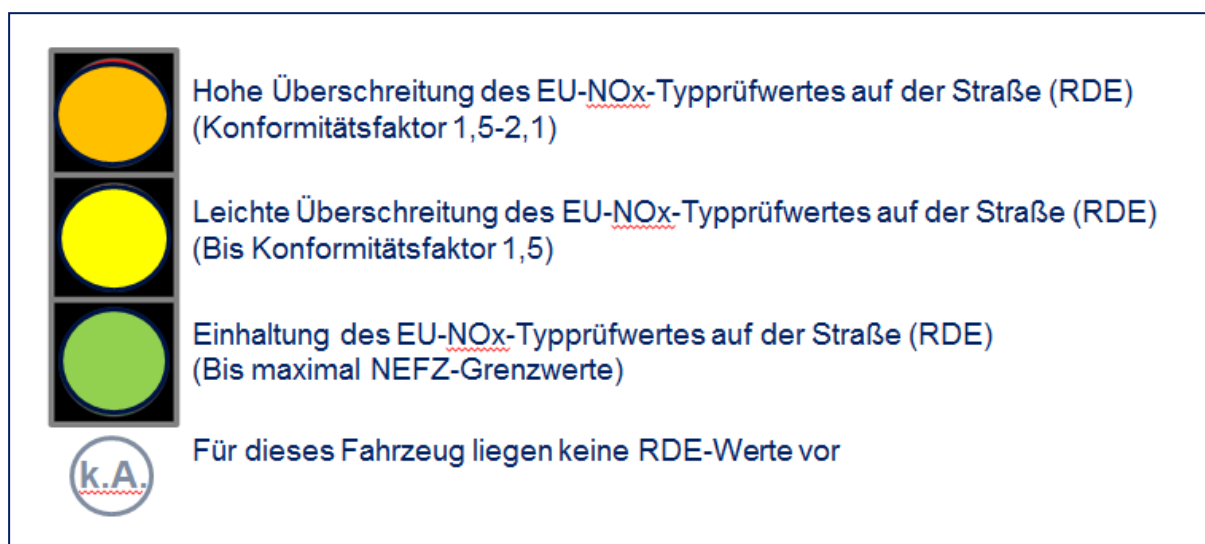 Hohe Überschreitung des EU-NOx-Typprüfwertes auf der Straße (RDE)
(Konformitätsfaktor 1,5-2,1)
Leichte Überschreitung des EU-NOx-Typprüfwertes auf der Straße (RDE)
(Bis Konformitätsfaktor 1,5)
Einhaltung des EU-NOx-Typprüfwertes auf der Straße (RDE)
(Bis maximal NEFZ-Grenzwerte)
k.A.
Für dieses Fahrzeug liegen keine RDE-Werte vor